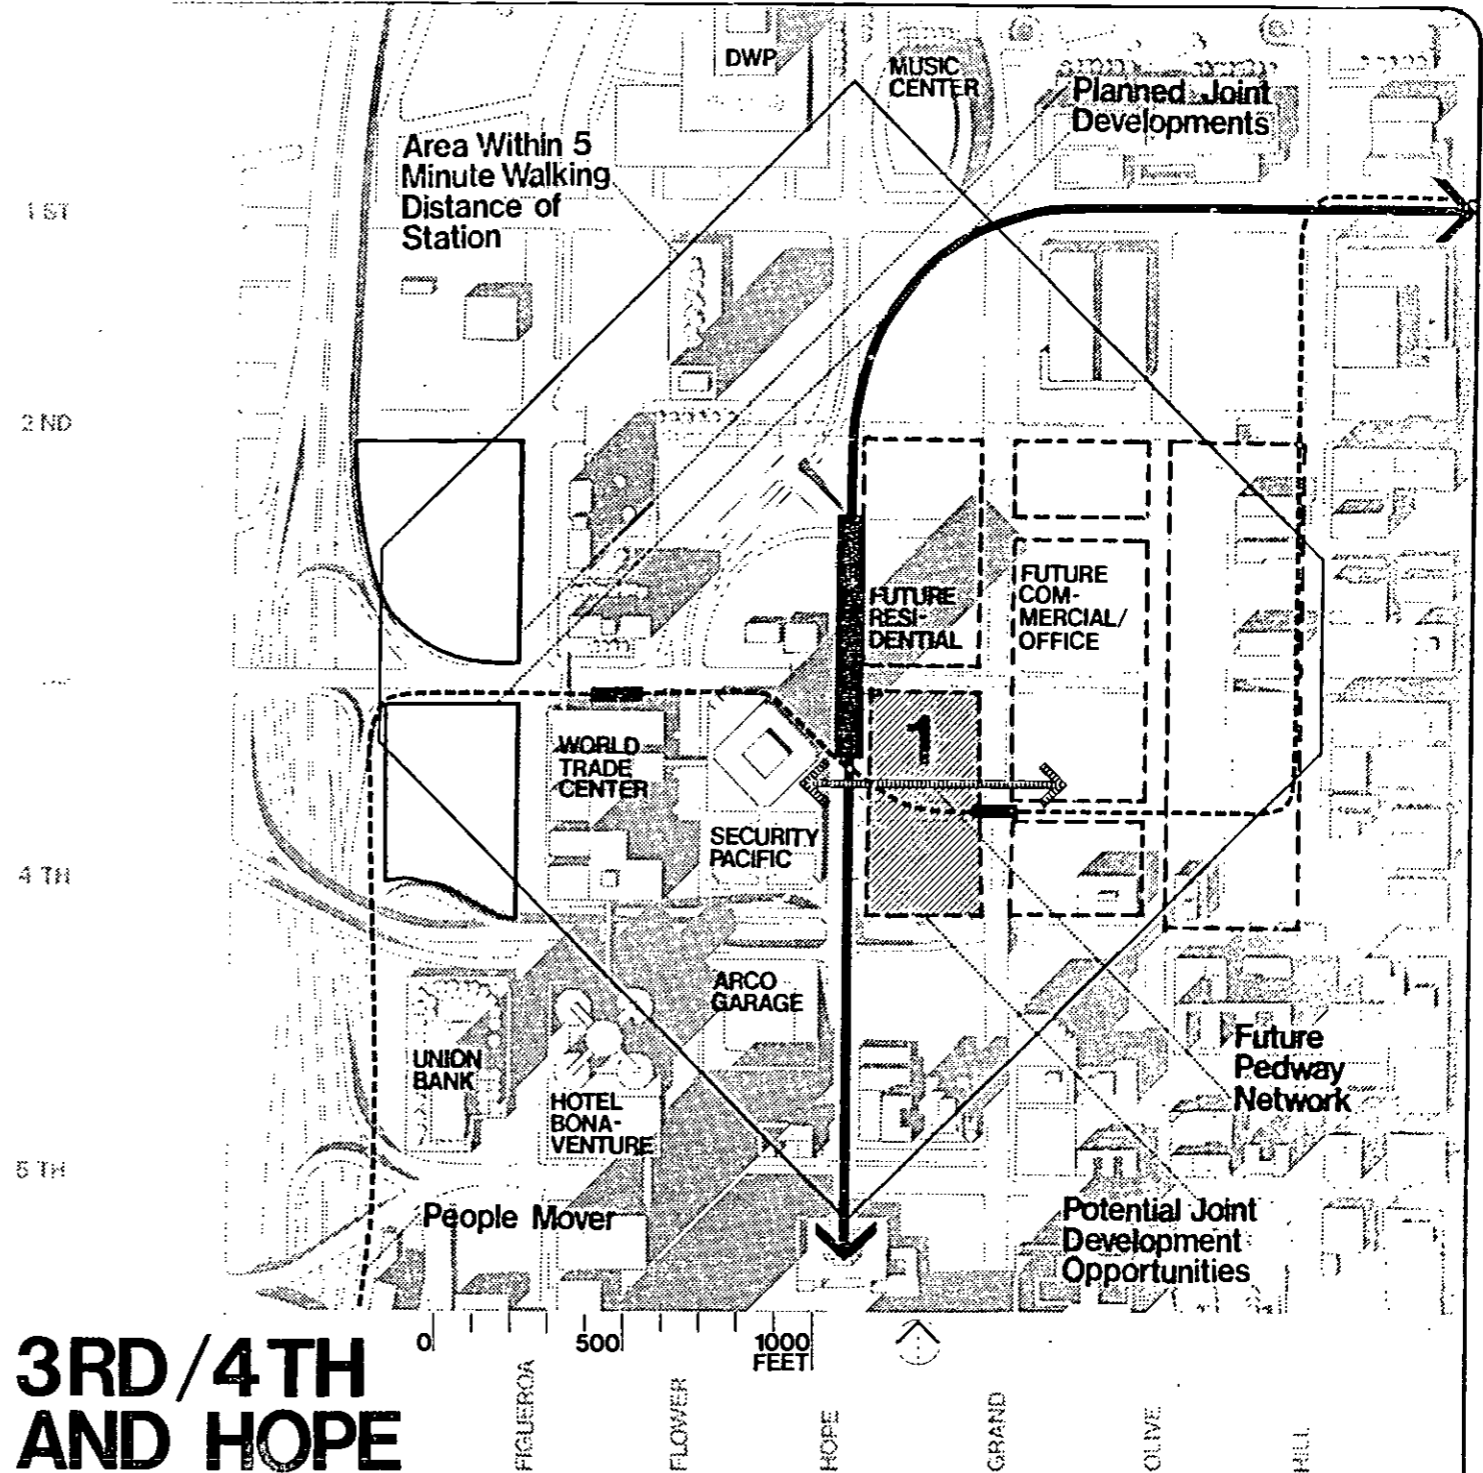 DWP
MUSIC
CENTER
Planned Joint
Developments
Area Within 5
Minute Walking
Distance of
Station
1 ST
2 ND
FUTURE
RESI-
DENTIAL
FUTURE
COM-
MERCIAL/
OFFICE
1
WORLD
TRADE
CENTER
SECURITY
PACIFIC
4 TH
ARCO
GARAGE
UNION
BANK
HOTEL
BONA-
VENTURE
Future
Pedway
Network
5 TH
People Mover
Potential Joint
Development
Opportunities
0
500
1000
FEET
3RD/4TH
AND HOPE
FIGUEROA
FLOWER
HOPE
GRAND
OLIVE
HILL